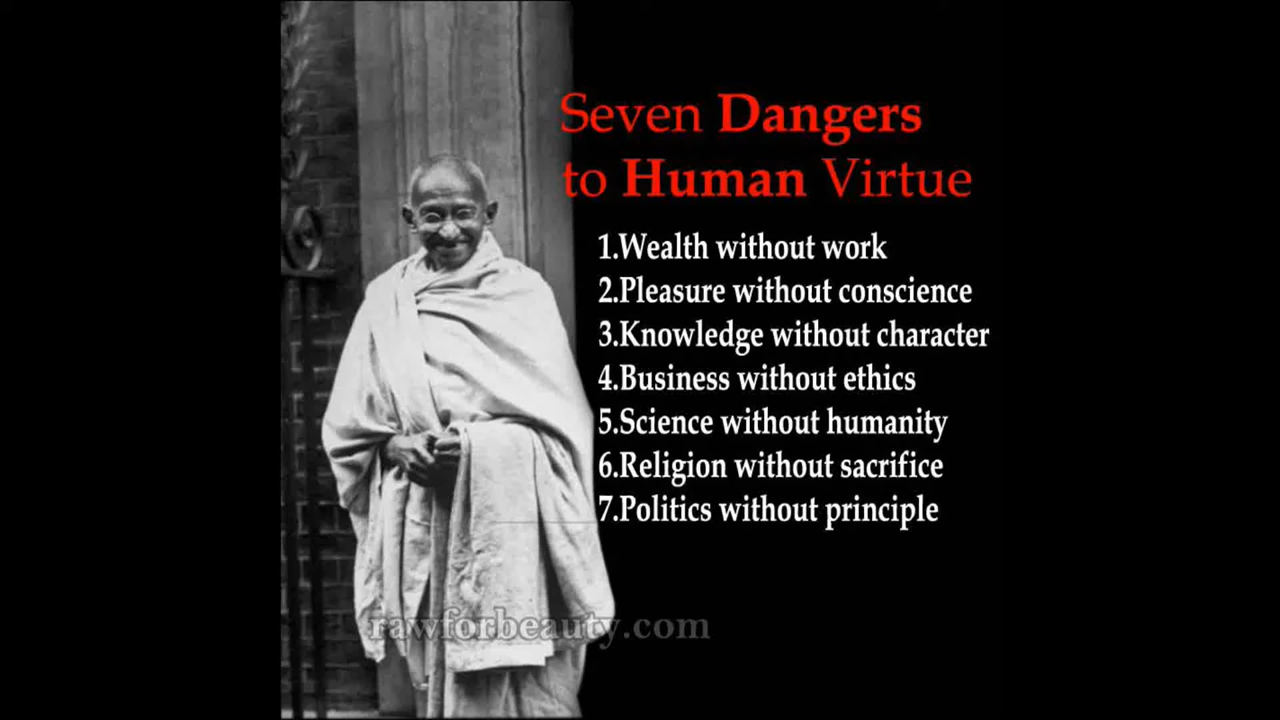 Seven Dangers
to Human Virtue
1.Wealth without work
2.Pleasure without conscience
3.Knowledge without character
4.Business without ethics
5.Science without humanity
6.Religion without sacrifice
7.Politics without principle
rawforbeauty.com